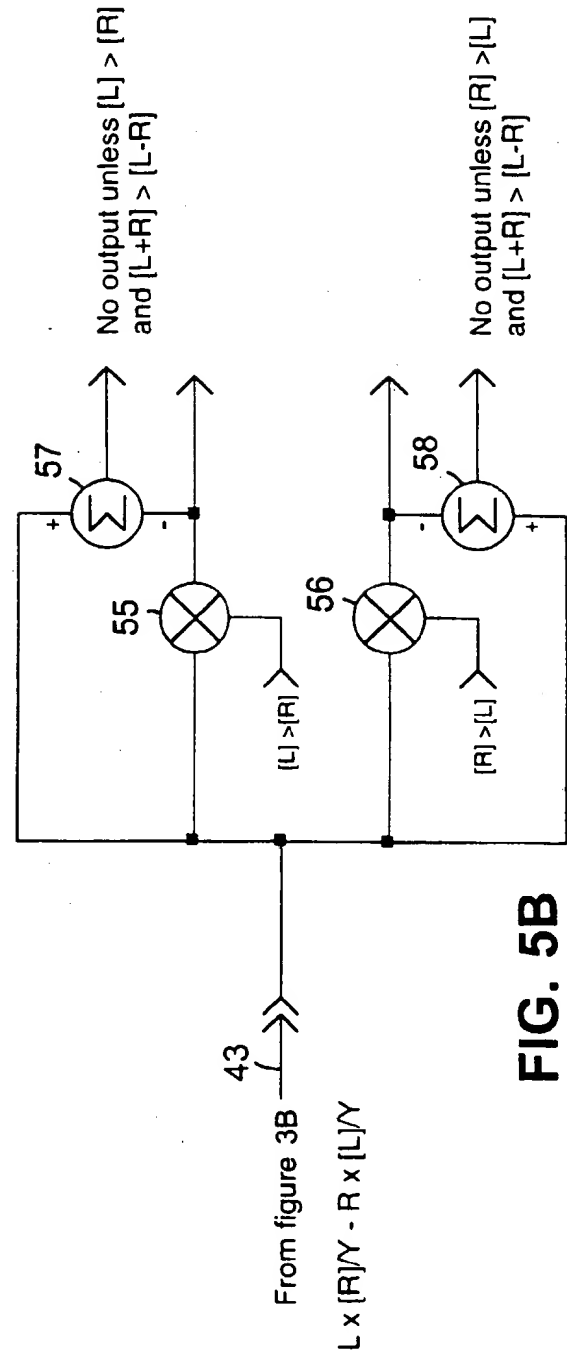 No output unless [L] > [R]
and [L+R] > [L-R]
57
+
Σ
-
55
[L] >[R]
43
From figure 3B
L x [R]/Y - R x [L]/Y
56
[R] >[L]
-
58
Σ
+
No output unless [R] >[L]
and [L+R] > [L-R]
FIG. 5B